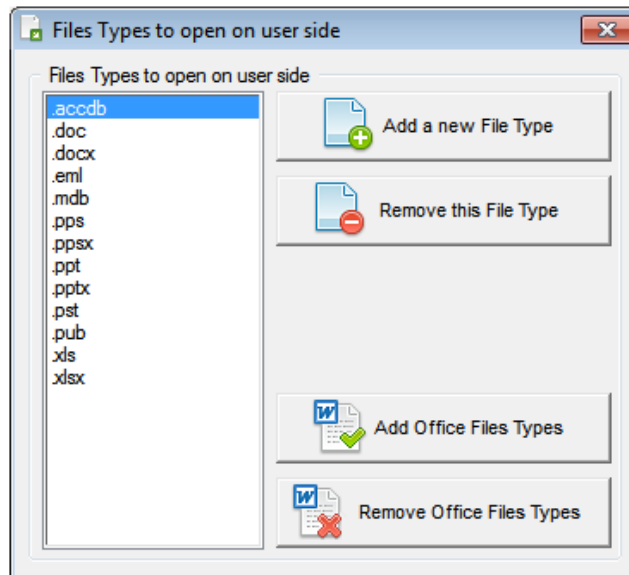 Files Types to open on user side
Files Types to open on user side
.accdb
.doc
.docx
.eml
.mdb
.pps
.ppsx
.ppt
.pptx
.pst
.pub
.xls
.xlsx
Add a new File Type
Remove this File Type
Add Office Files Types
Remove Office Files Types